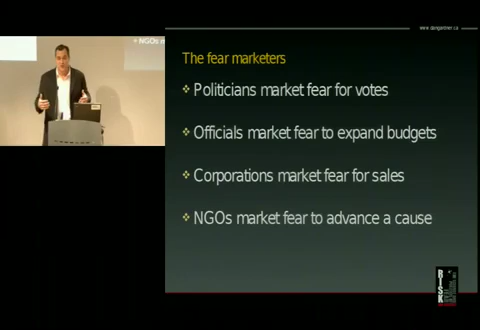 www.dangardner.ca
NGOs m
The fear marketers
Politicians market fear for votes
Officials market fear to expand budgets
Corporations market fear for sales
NGOs market fear to advance a cause
RISK